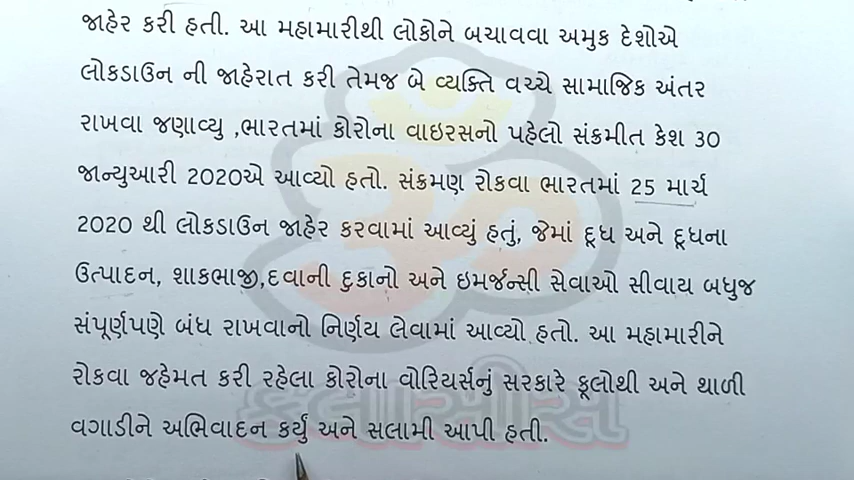 જાહેર કરી હતી. આ મહામારીથી લોકોને બચાવવા અમુક દેશોએ
લોકડાઉન ની જાહેરાત કરી તેમજ બે વ્યક્તિ વચ્ચે સામાજિક અંતર
રાખવા જણાવ્યુ ,ભારતમાં કોરોના વાઇરસનો પહેલો સંક્રમીત કેશ 30
જાન્યુઆરી 2020એ આવ્યો હતો. સંક્રમણ રોકવા ભારતમાં 25 માર્ચ
2020 થી લોકડાઉન જાહેર કરવામાં આવ્યું હતું, જેમાં દૂધ અને દૂધના
ઉત્પાદન, શાકભાજી,દવાની દુકાનો અને ઇમર્જન્સી સેવાઓ સીવાય બધુજ
સંપૂર્ણપણે બંધ રાખવાનો નિર્ણય લેવામાં આવ્યો હતો. આ મહામારીને
રોકવા જહેમત કરી રહેલા કોરોના વોરિયર્સનું સરકારે ફૂલોથી અને થાળી
વગાડીને અભિવાદન કર્યું અને સલામી આપી હતી.
ૐ
કલાસીસ